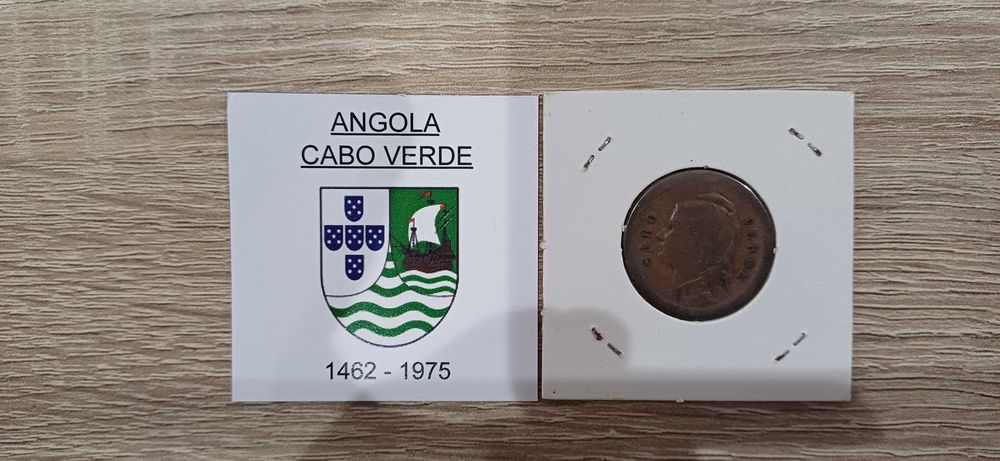 ANGOLA
CABO VERDE
1462 - 1975
CABO VERDE